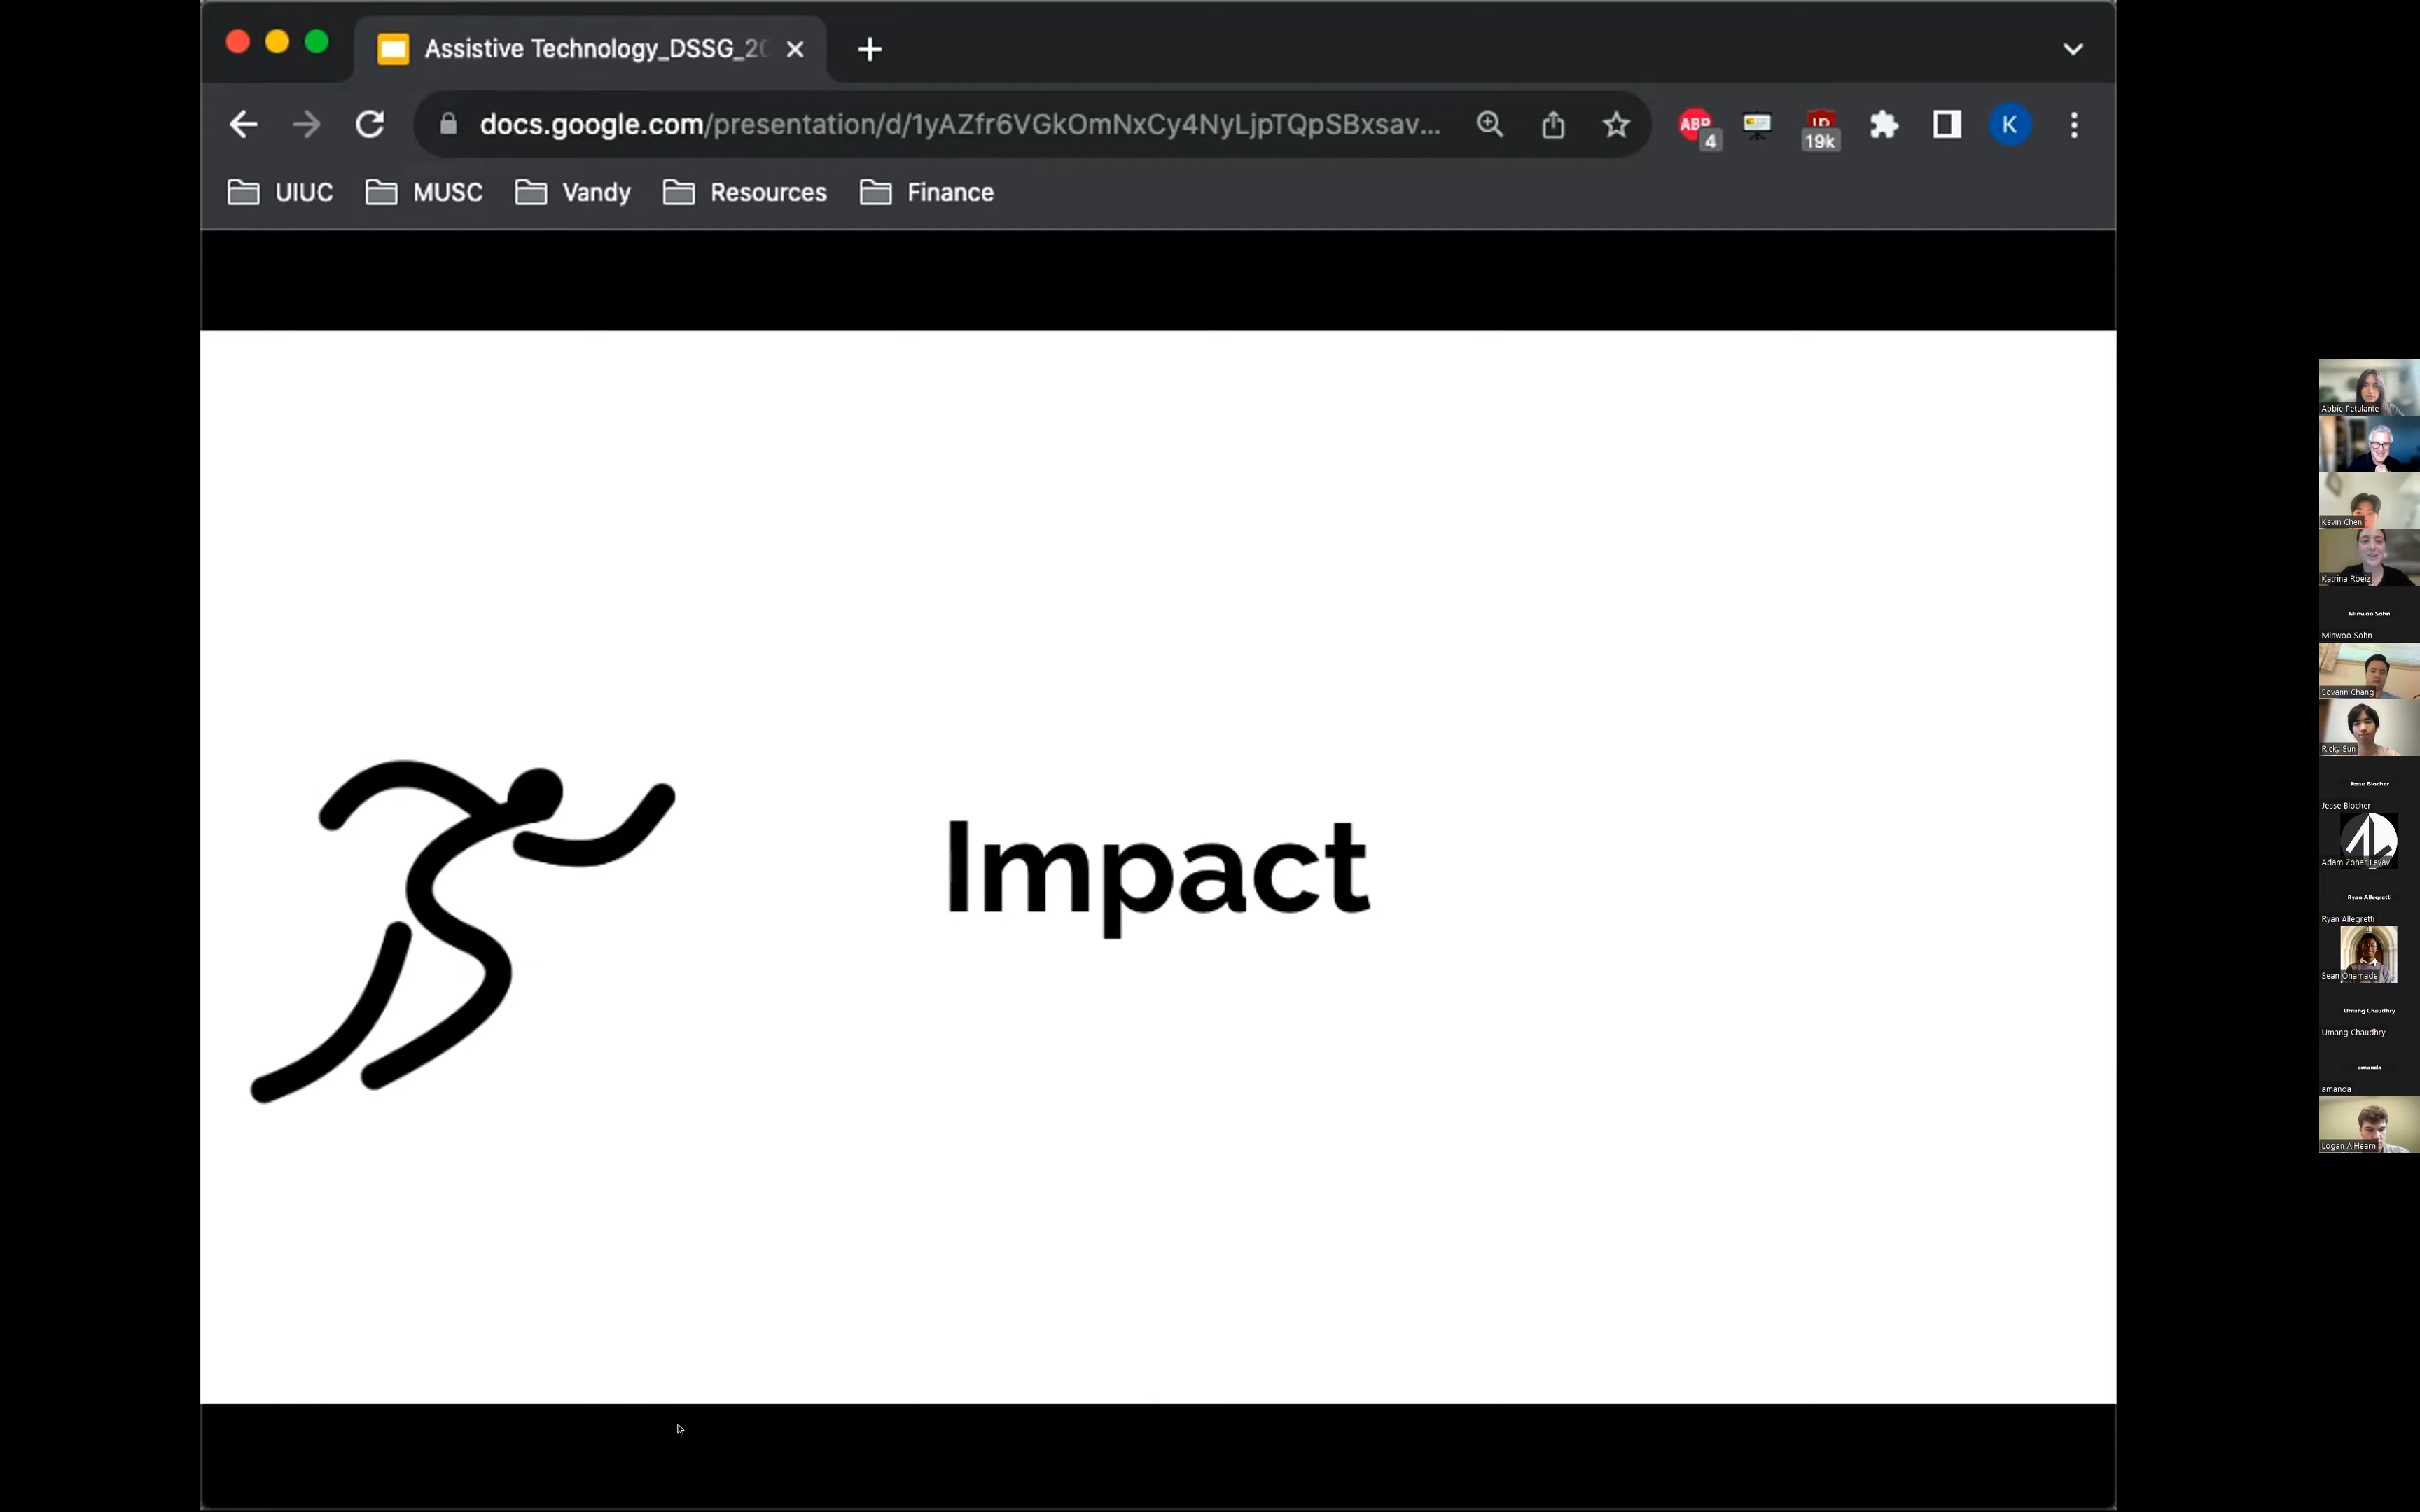 Assistive Technology_DSSG_20
docs.google.com/presentation/d/1yAZfr6VGkOmNxCy4NyLjpTQpSBxsav...
ABP
4
19k
K
UIUC
MUSC
Vandy
Resources
Finance
Impact
Abbie Petulante
Kevin Chen
Katrina Rbeiz
Minwoo Sohn
Minwoo Sohn
Sovann Chang
Ricky Sun
Jesse Blocher
Jesse Blocher
Adam Zohar Levav
Ryan Allegretti
Ryan Allegretti
Sean Onamade
Umang Chaudhry
Umang Chaudhry
amanda
amanda
Logan A'Hearn